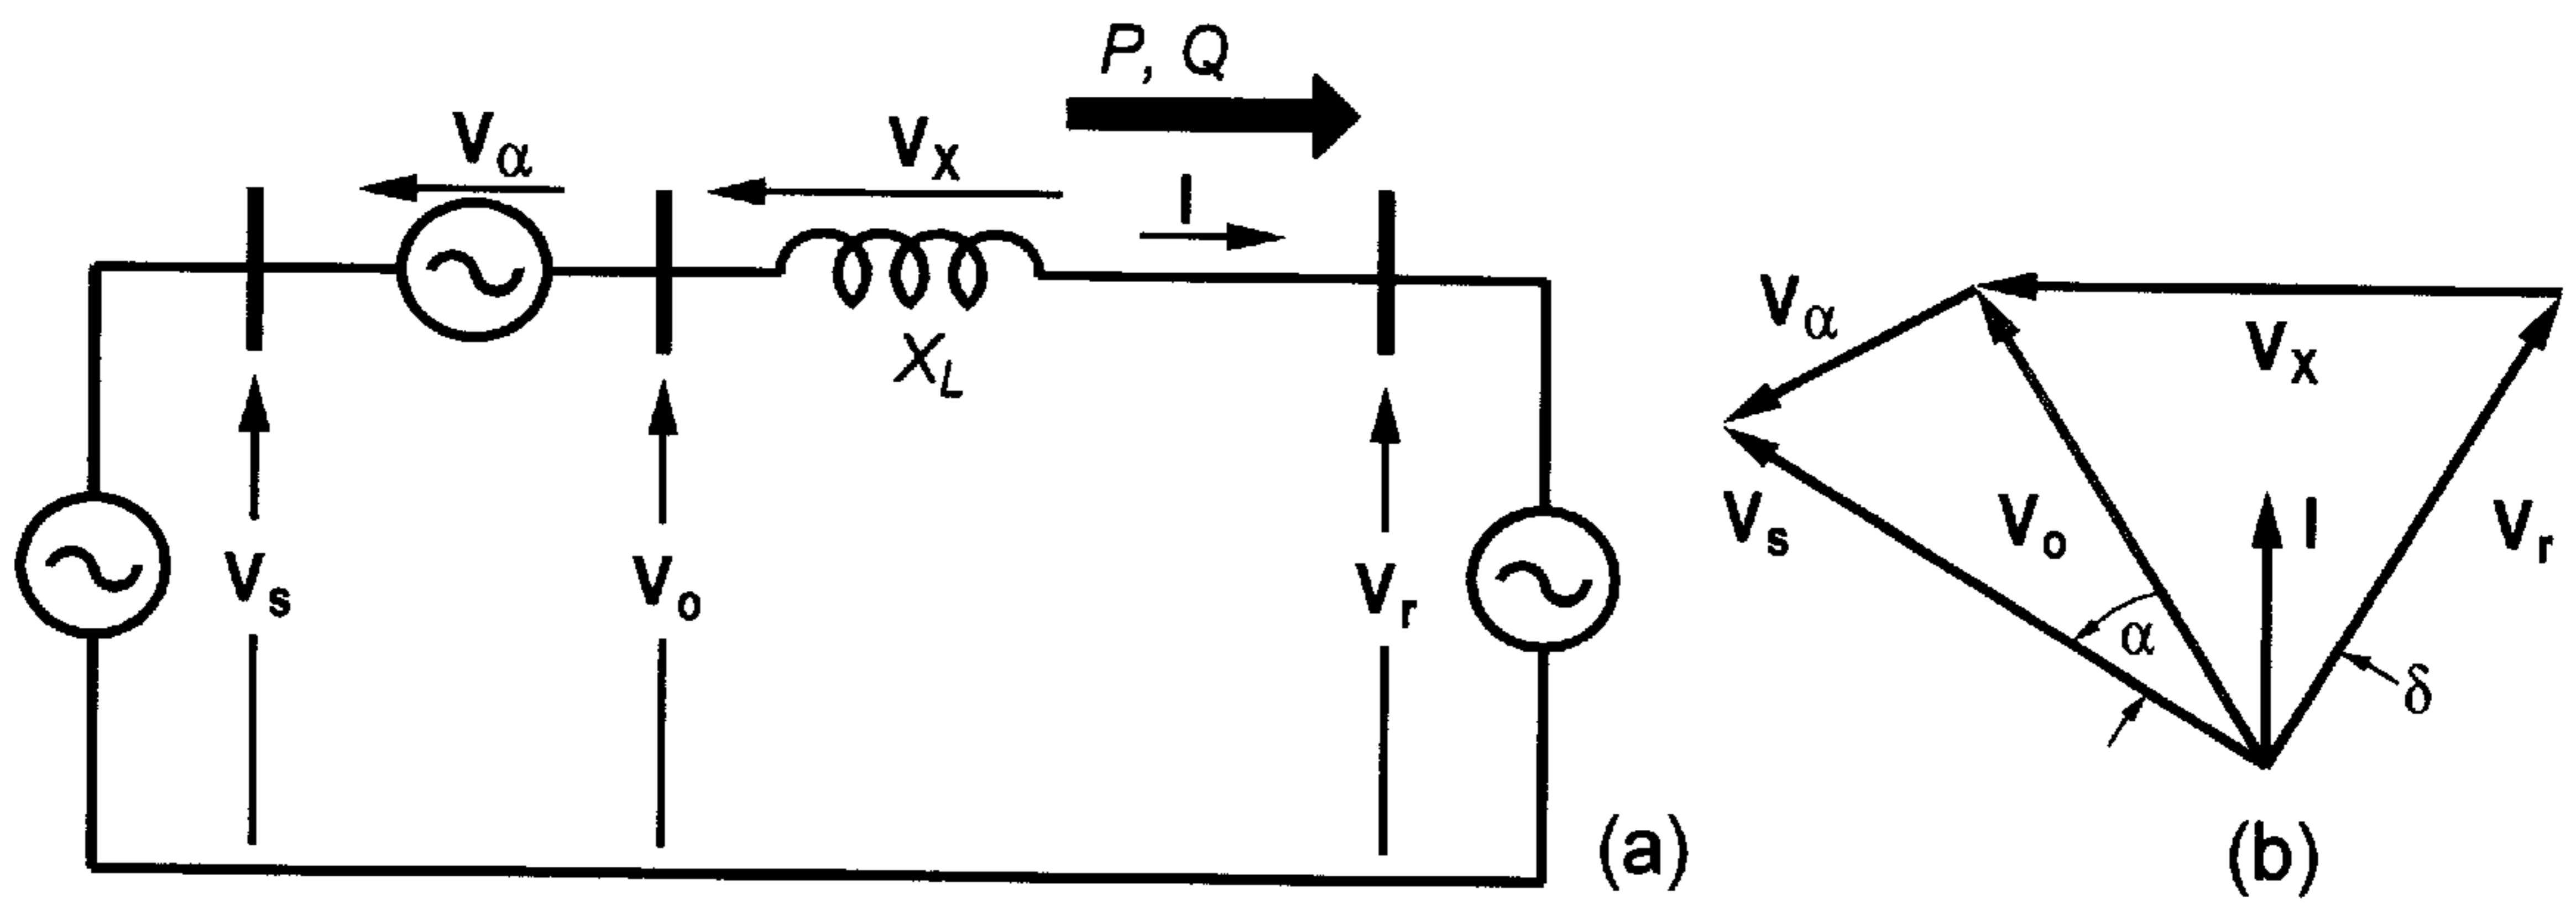 P, Q
Vα
Vx
I
XL
Vs
Vo
Vr
(a)
Vα
Vx
Vs
Vo
I
Vr
α
δ
(b)